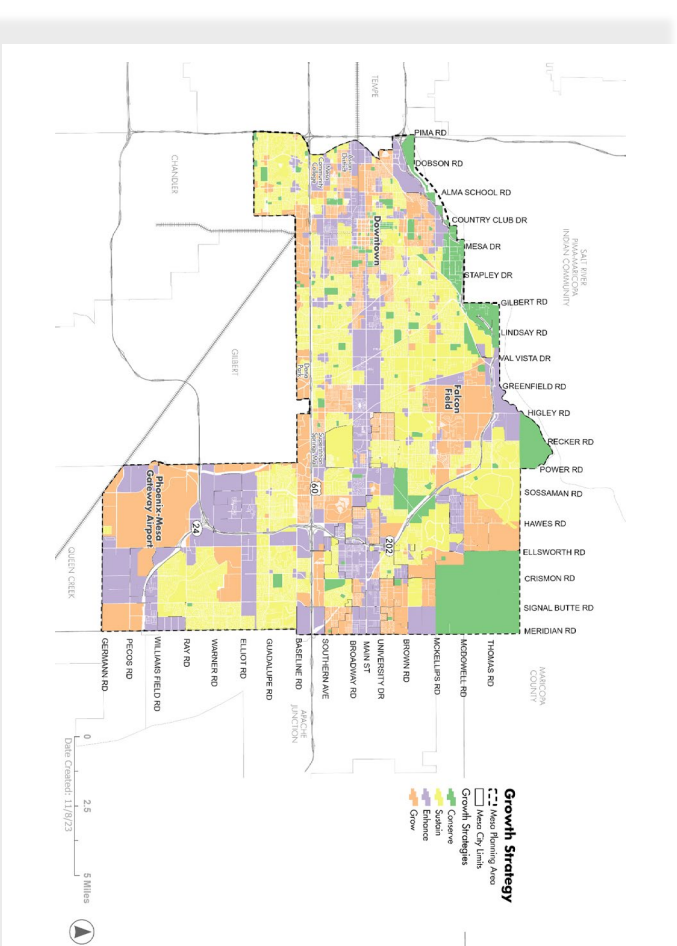 TEMPE
PIMA RD
DOBSON RD
ALMA SCHOOL RD
COUNTRY CLUB DR
MESA DR
STAPLEY DR
GILBERT RD
LINDSAY RD
VAL VISTA DR
GREENFIELD RD
HIGLEY RD
RECKER RD
POWER RD
SOSSAMAN RD
HAWES RD
ELLSWORTH RD
CRISMON RD
SIGNAL BUTTE RD
MERIDIAN RD
SALT RIVER
PIMA-MARICOPA
INDIAN COMMUNITY
CHANDLER
Downtown
GILBERT
Falcon
Field
Phoenix-Mesa
Gateway Airport
60
202
24
QUEEN CREEK
GERMANN RD
PECOS RD
WILLIAMS FIELD RD
RAY RD
WARNER RD
ELLIOT RD
GUADALUPE RD
BASELINE RD
SOUTHERN AVE
BROADWAY RD
MAIN ST
UNIVERSITY DR
BROWN RD
MCKELLIPS RD
MCDOWELL RD
THOMAS RD
MARICOPA
COUNTY
APACHE
JUNCTION
Growth Strategy
Mesa Planning Area
Mesa City Limits
Growth Strategies
Conserve
Sustain
Enhance
Grow
0
2.5
5 Miles
Date Created: 11/8/23